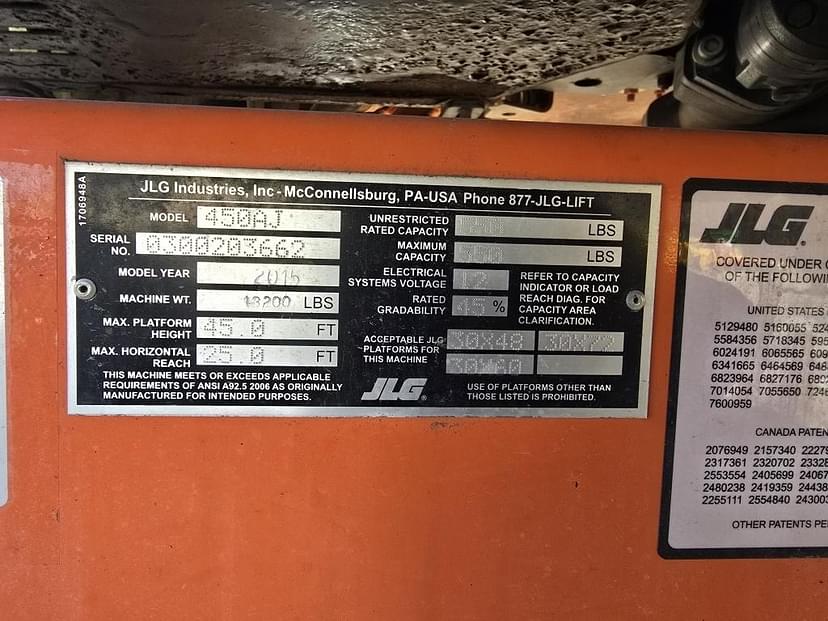 1706948A
JLG Industries, Inc - McConnellsburg, PA-USA Phone 877-JLG-LIFT
MODEL 450AJ
SERIAL NO. 0300203662
MODEL YEAR 2015
MACHINE WT. 13200 LBS
MAX. PLATFORM HEIGHT 45.0 FT
MAX. HORIZONTAL REACH 25.0 FT
THIS MACHINE MEETS OR EXCEEDS APPLICABLE
REQUIREMENTS OF ANSI A92.5 2006 AS ORIGINALLY
MANUFACTURED FOR INTENDED PURPOSES.
UNRESTRICTED RATED CAPACITY LBS
MAXIMUM CAPACITY 550 LBS
ELECTRICAL SYSTEMS VOLTAGE 12
RATED GRADABILITY 45 %
REFER TO CAPACITY
INDICATOR OR LOAD
REACH DIAG. FOR
CAPACITY AREA
CLARIFICATION.
ACCEPTABLE JLG PLATFORMS FOR THIS MACHINE 30X48 30X72
30X60
JLG
USE OF PLATFORMS OTHER THAN
THOSE LISTED IS PROHIBITED.
JLG
COVERED UNDER
OF THE
UNITED STATES
5129480 5160055
5584356 5718345
6024191 6065565
6341665 6464569
6823964 6827176
7014054 7055650
7600959
CANADA
2076949 2157340
2317361 2320702
2553554 2405699
2480238 2419359
2255111 2554840
OTHER PATENTS